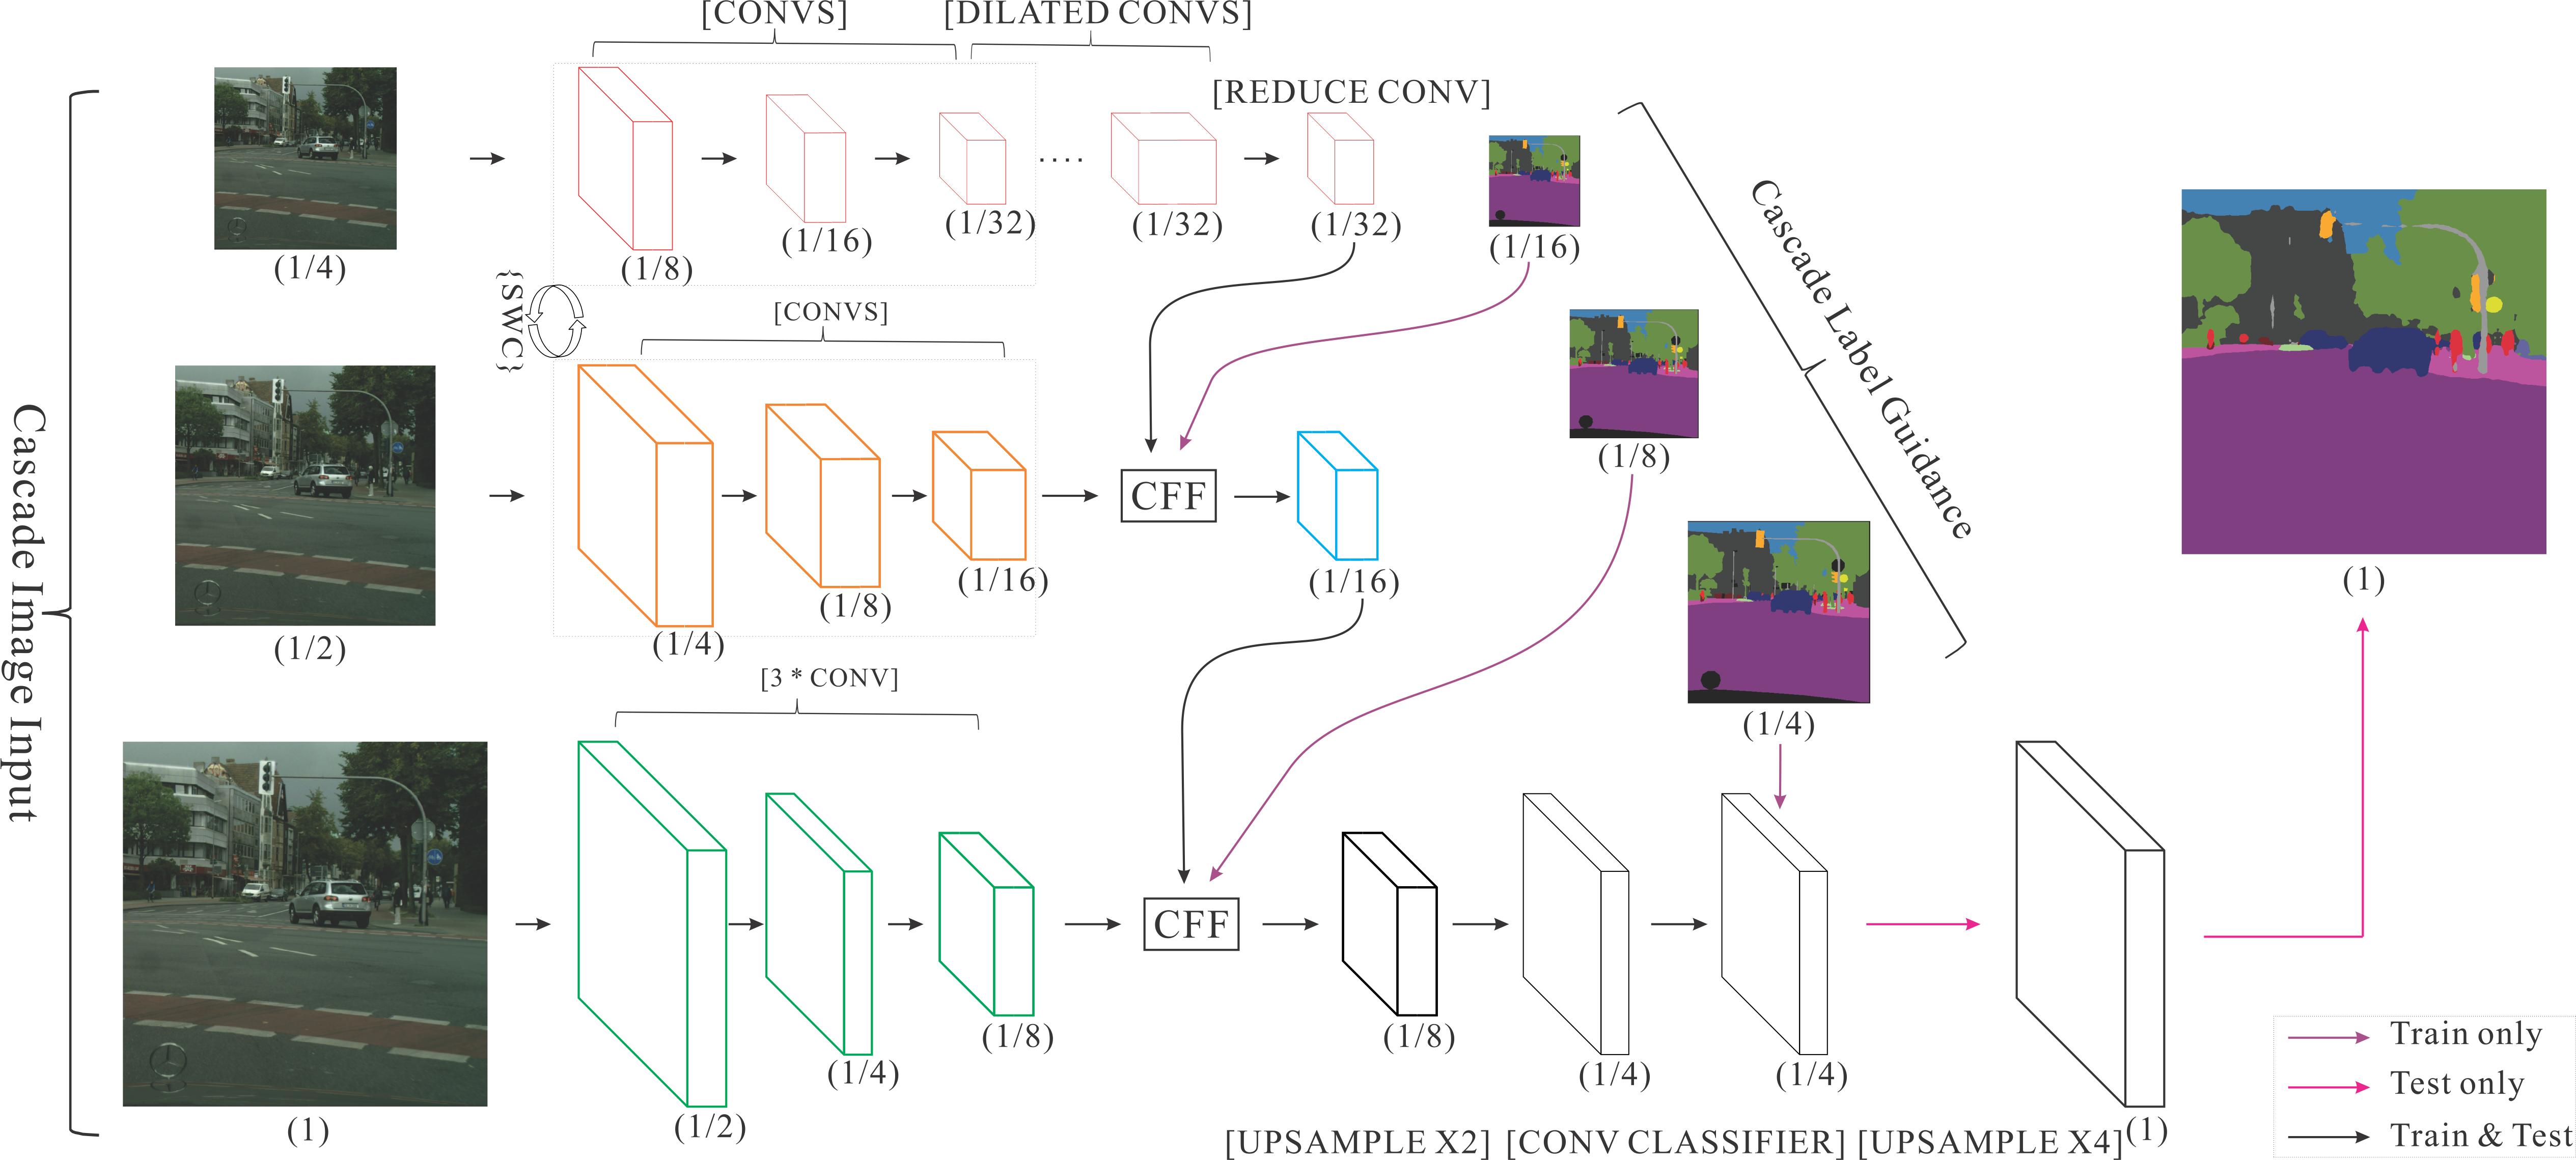 [CONVS]
[DILATED CONVS]
[REDUCE CONV]
(1/4)
(1/8)
(1/16)
(1/32)
(1/32)
(1/32)
(1/16)
Cascade Label Guidance
{SWC}
[CONVS]
(1/8)
Cascade Image Input
(1/2)
(1/4)
(1/8)
(1/16)
CFF
(1/16)
(1/4)
(1)
[3 * CONV]
(1)
(1/2)
(1/4)
(1/8)
CFF
(1/8)
(1/4)
(1/4)
(1)
[UPSAMPLE X2]
[CONV CLASSIFIER]
[UPSAMPLE X4]
Train only
Test only
Train & Test